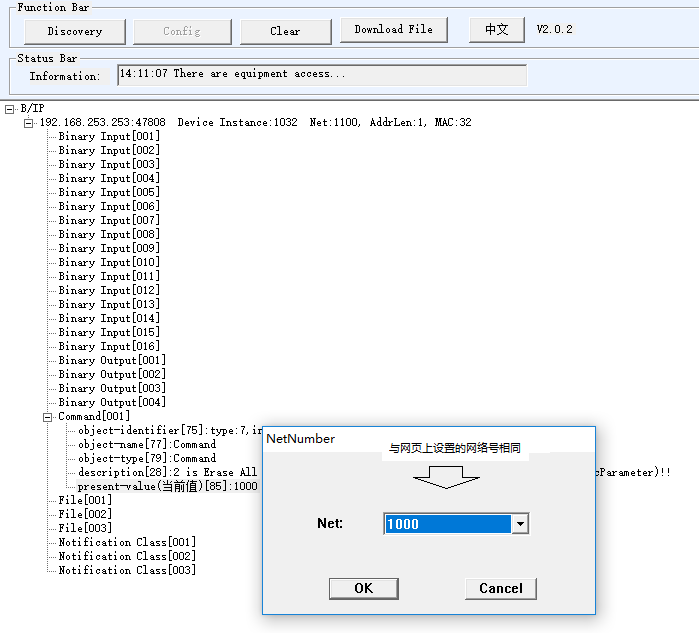 Function Bar
Discovery Config Clear Download File 中文 V2.0.2
Status Bar
Information: 14:11:07 There are equipment access...
B/IP
192.168.253.253:47808 Device Instance:1032 Net:1100, AddrLen:1, MAC:32
Binary Input[001]
Binary Input[002]
Binary Input[003]
Binary Input[004]
Binary Input[005]
Binary Input[006]
Binary Input[007]
Binary Input[008]
Binary Input[009]
Binary Input[010]
Binary Input[011]
Binary Input[012]
Binary Input[013]
Binary Input[014]
Binary Input[015]
Binary Input[016]
Binary Output[001]
Binary Output[002]
Binary Output[003]
Binary Output[004]
Command[001]
object-identifier[75]:type:7,in
object-name[77]:Command
object-type[79]:Command
description[28]:2 is Erase All
cParameter)!!
present-value(当前值)[85]:1000
File[001]
File[002]
File[003]
Notification Class[001]
Notification Class[002]
Notification Class[003]
NetNumber
与网页上设置的网络号相同
Net: 1000
OK Cancel